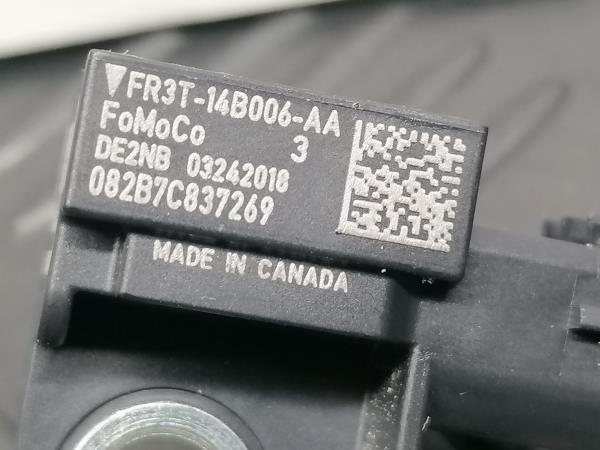 FR3T-14B006-AA
FoMoCo 3
DE2NB 03242018
082B7C837269
MADE IN CANADA